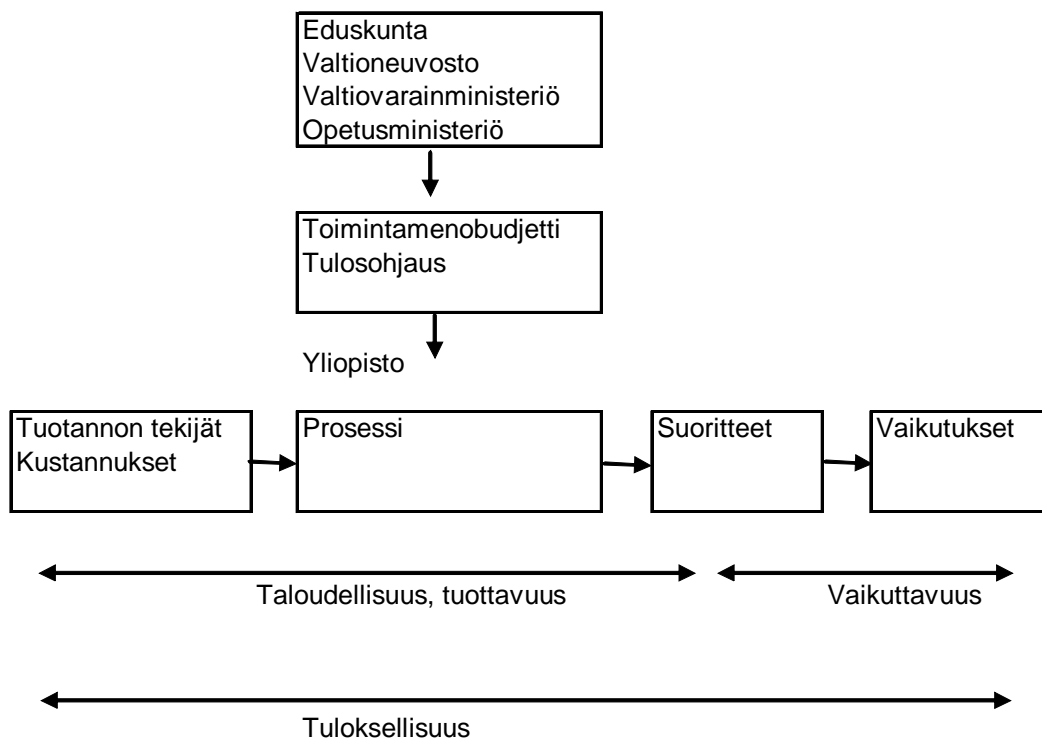 Eduskunta
Valtioneuvosto
Valtiovarainministeriö
Opetusministeriö
Toimintamenobudjetti
Tulosohjaus
Yliopisto
Tuotannon tekijät
Kustannukset
Prosessi
Suoritteet
Vaikutukset
Taloudellisuus, tuottavuus
Vaikuttavuus
Tuloksellisuus